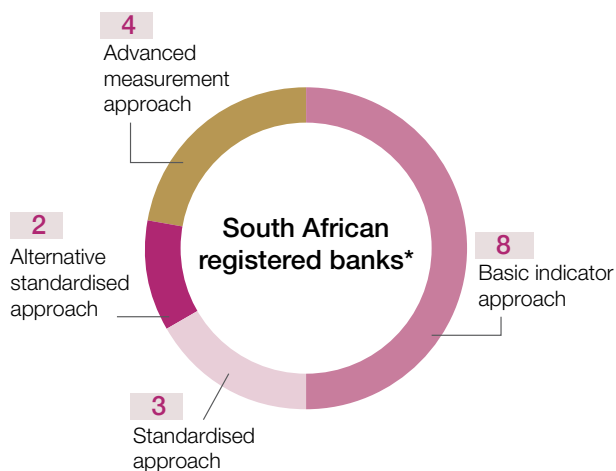 4
Advanced
measurement
approach
South African
registered banks*
2
Alternative
standardised
approach
8
Basic indicator
approach
3
Standardised
approach